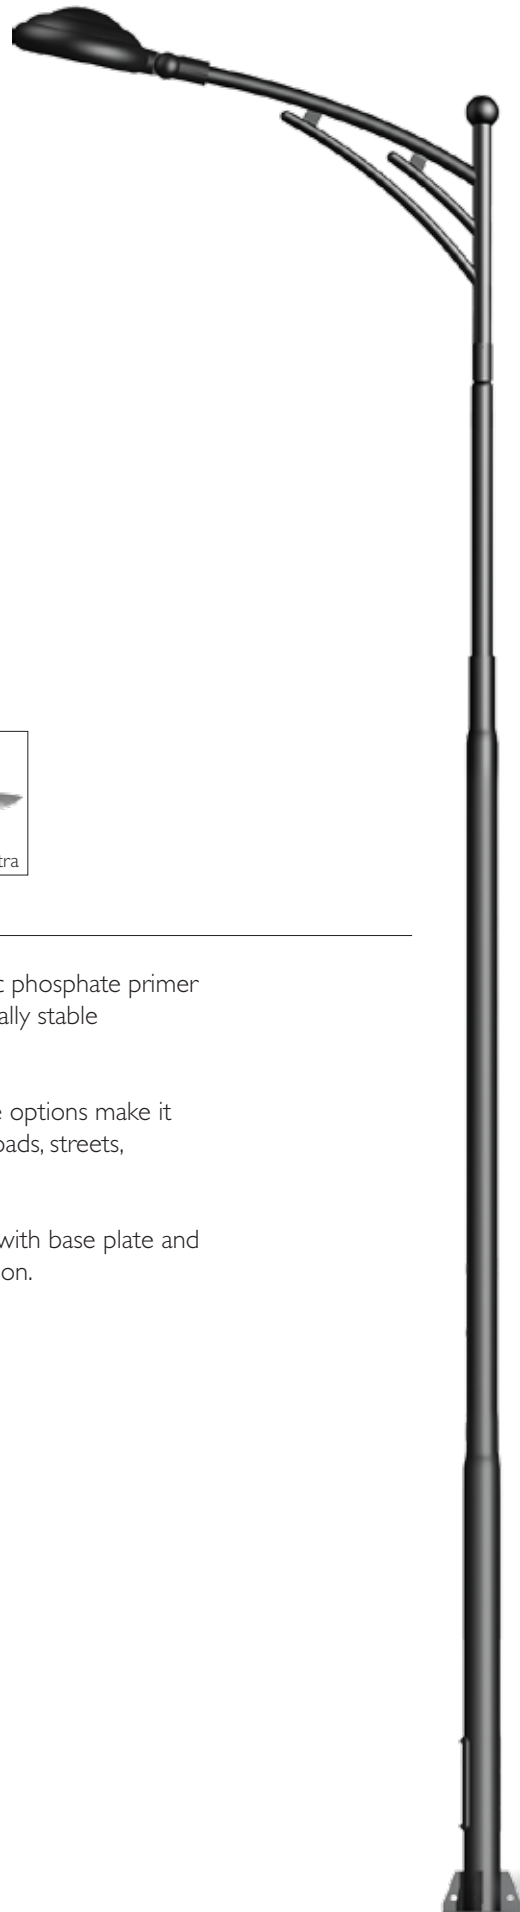 tra
c phosphate primer
ally stable
e options make it
oads, streets,
with base plate and
on.